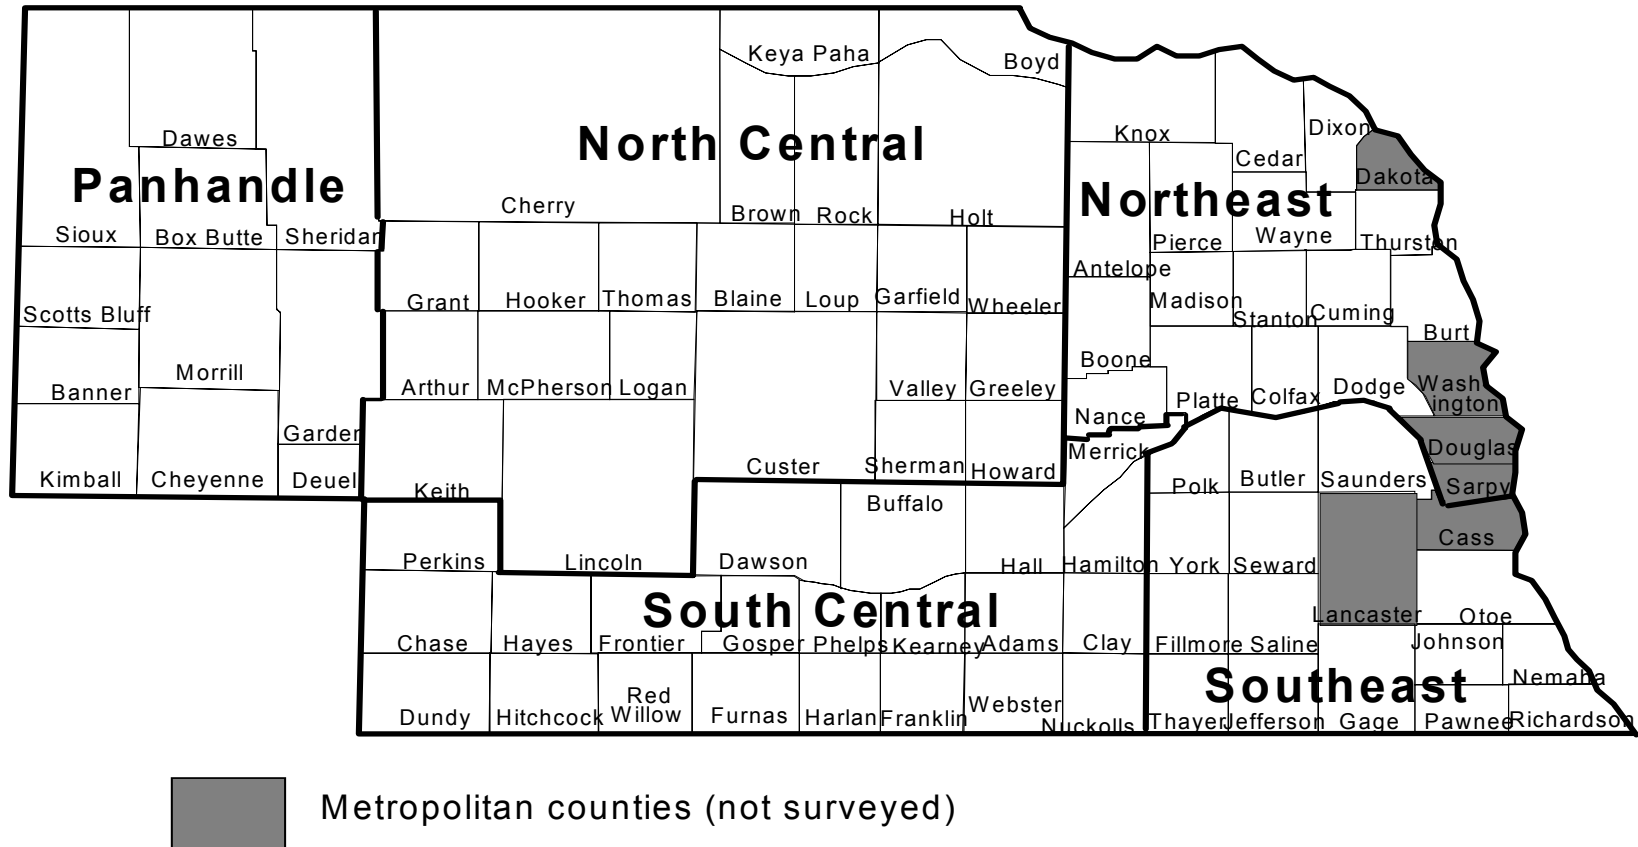 Keya Paha
Boyd
Dawes
North Central
Knox
Dixon
Cedar
Dakota
Panhandle
Northeast
Cherry
Brown
Rock
Holt
Sioux
Box Butte
Sheridan
Pierce
Wayne
Thurston
Antelope
Grant
Hooker
Thomas
Blaine
Loup
Garfield
Wheeler
Madison
Stanton
Cuming
Scotts Bluff
Burt
Morrill
Boone
Banner
Arthur
McPherson
Logan
Valley
Greeley
Platte
Colfax
Dodge
Wash
ington
Nance
Garden
Merrick
Douglas
Kimball
Cheyenne
Deuel
Keith
Custer
Sherman
Howard
Polk
Butler
Saunders
Sarpy
Buffalo
Cass
Perkins
Lincoln
Dawson
Hall
Hamilton
York
Seward
South Central
Lancaster
Otoe
Chase
Hayes
Frontier
Gosper
Phelps
Kearney
Adams
Clay
Fillmore
Saline
Johnson
Southeast
Nemaha
Dundy
Hitchcock
Red
Willow
Furnas
Harlan
Franklin
Webster
Nuckolls
Thayer
Jefferson
Gage
Pawnee
Richardson
Metropolitan counties (not surveyed)